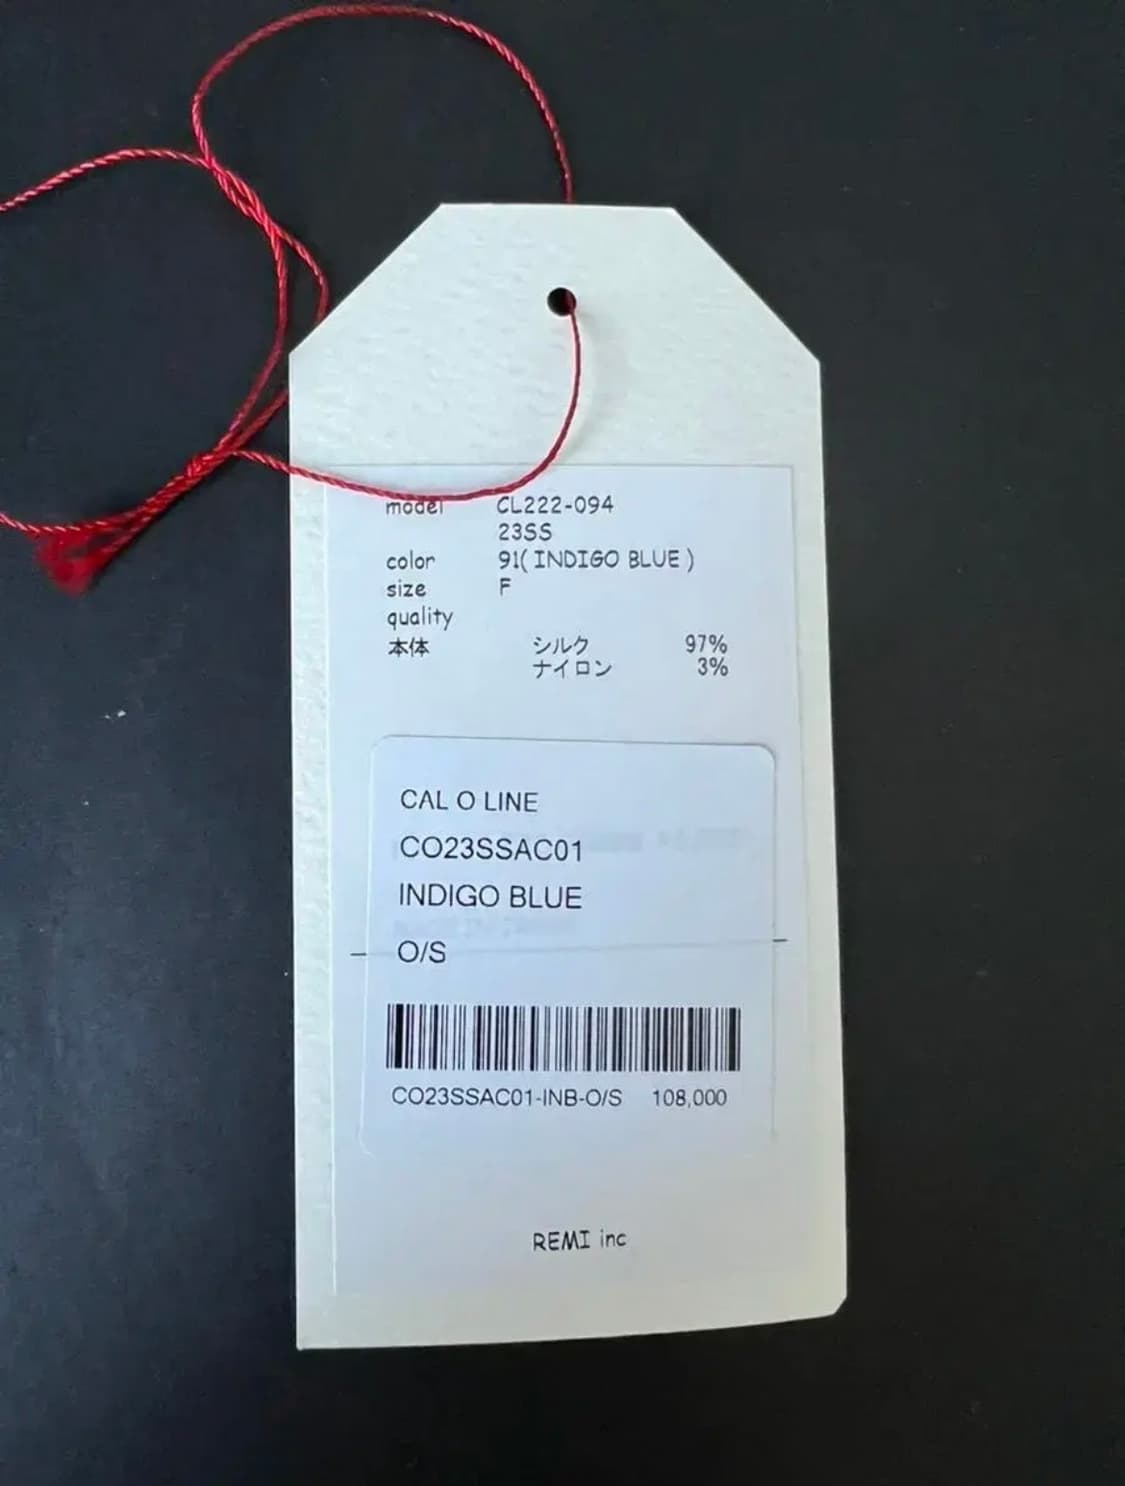 model CL222-094
23SS
color 91( INDIGO BLUE )
size F
quality
本体 シルク 97%
ナイロン 3%
CAL O LINE
CO23SSAC01
INDIGO BLUE
O/S
CO23SSAC01-INB-O/S 108,000
REMI inc